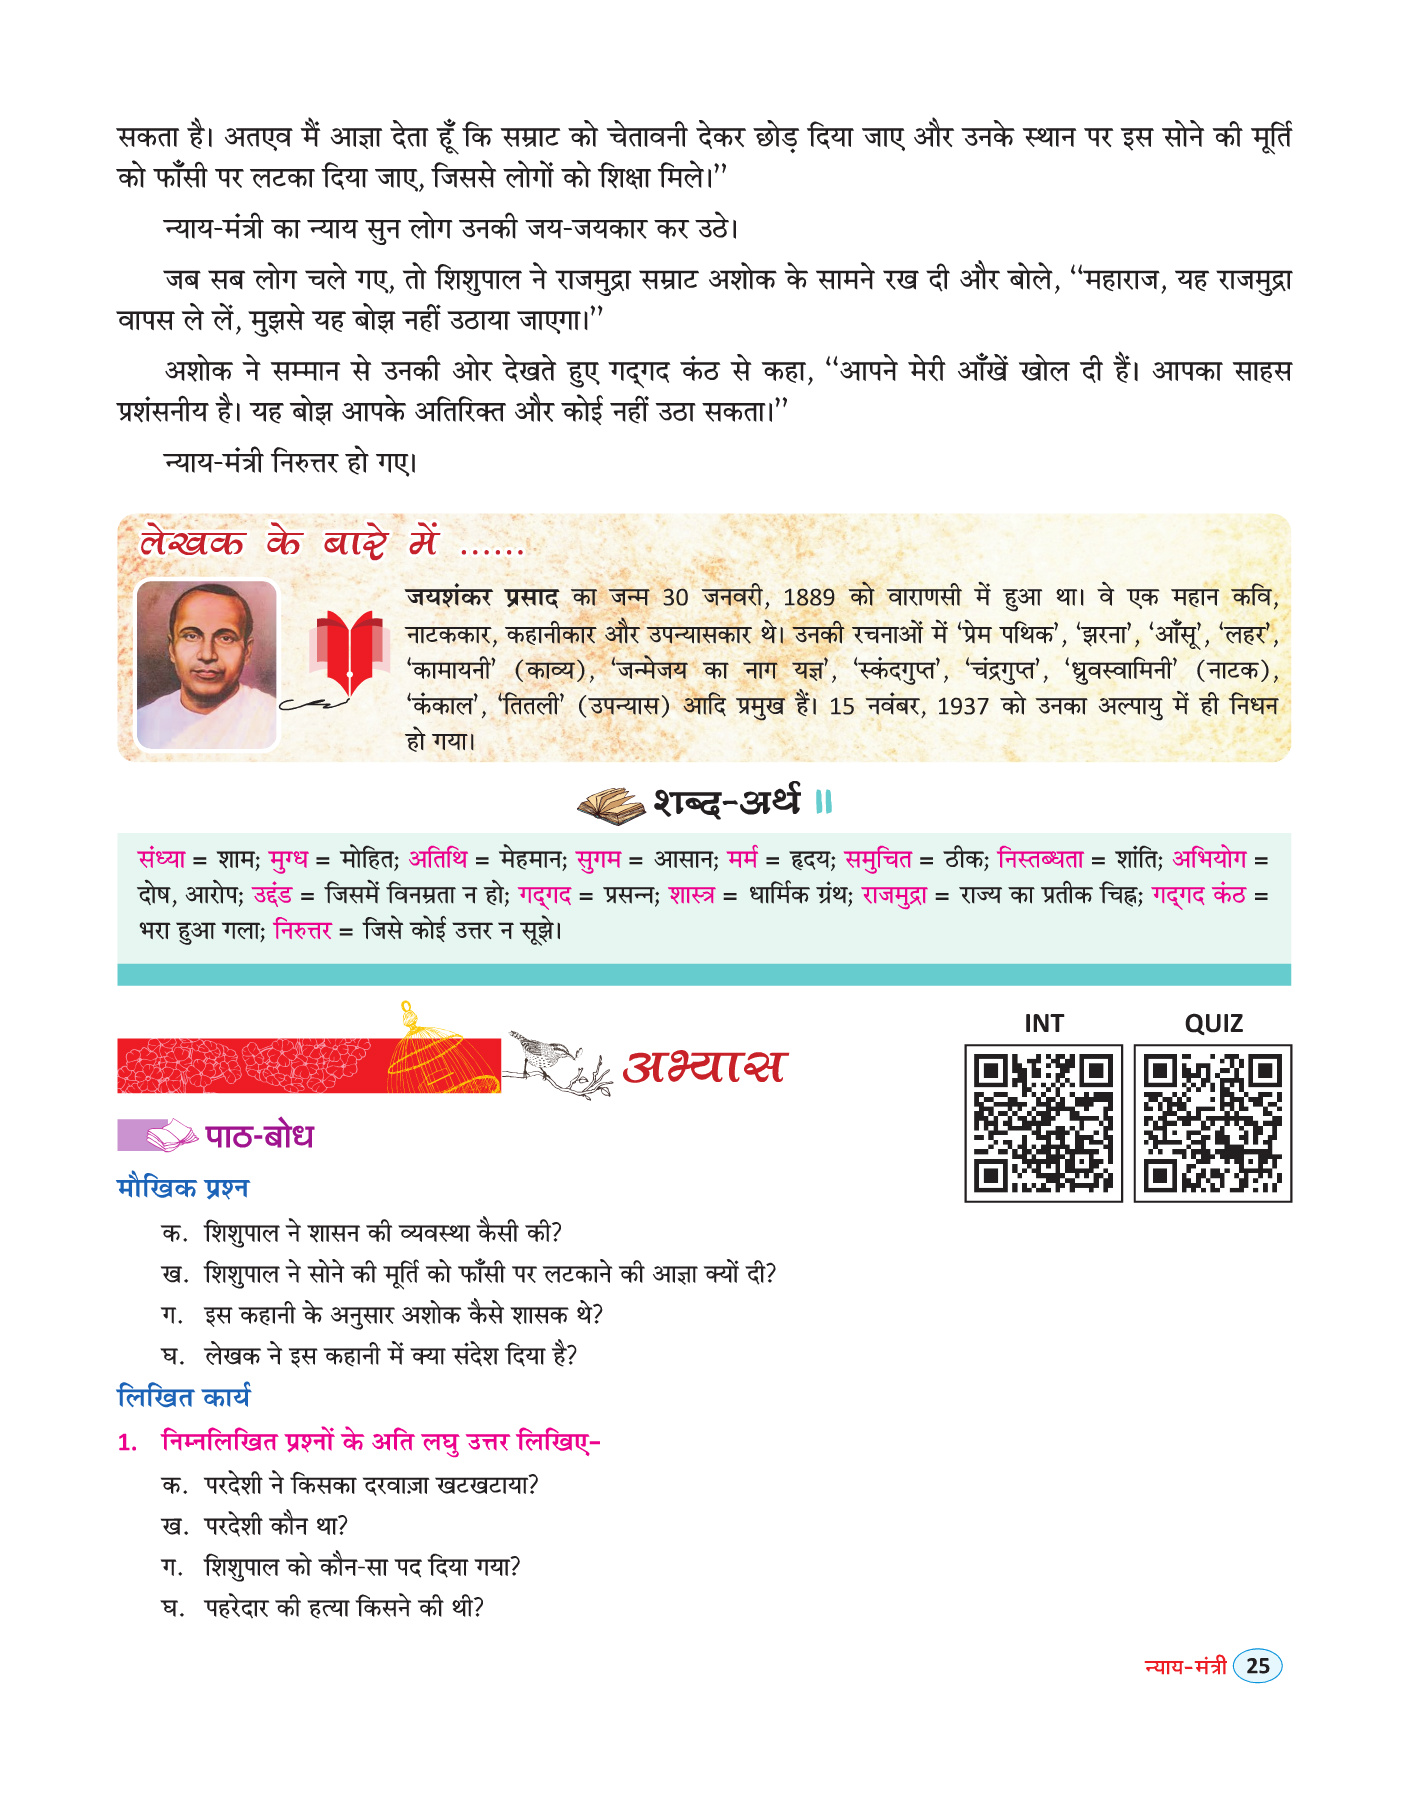 सकता है। अतएव मैं आज्ञा देता हूँ कि सम्राट को चेतावनी देकर छोड़ दिया जाए और उनके स्थान पर इस सोने की मूर्ति
को फाँसी पर लटका दिया जाए, जिससे लोगों को शिक्षा मिले।”
न्याय-मंत्री का न्याय सुन लोग उनकी जय-जयकार कर उठे।
जब सब लोग चले गए, तो शिशुपाल ने राजमुद्रा सम्राट अशोक के सामने रख दी और बोले, “महाराज, यह राजमुद्रा
वापस ले लें, मुझसे यह बोझ नहीं उठाया जाएगा।”
अशोक ने सम्मान से उनकी ओर देखते हुए गद्‌गद कंठ से कहा, “आपने मेरी आँखें खोल दी हैं। आपका साहस
प्रशंसनीय है। यह बोझ आपके अतिरिक्त और कोई नहीं उठा सकता।”
न्याय-मंत्री निरुत्तर हो गए।
लेखक के बारे में ......
जयशंकर प्रसाद का जन्म 30 जनवरी, 1889 को वाराणसी में हुआ था। वे एक महान कवि,
नाटककार, कहानीकार और उपन्यासकार थे। उनकी रचनाओं में ‘प्रेम पथिक’, ‘झरना’, ‘आँसू’, ‘लहर’,
‘कामायनी’ (काव्य), ‘जन्मेजय का नाग यज्ञ’, ‘स्कंदगुप्त’, ‘चंद्रगुप्त’, ‘ध्रुवस्वामिनी’ (नाटक),
‘कंकाल’, ‘तितली’ (उपन्यास) आदि प्रमुख हैं। 15 नवंबर, 1937 को उनका अल्पायु में ही निधन
हो गया।
शब्द-अर्थ
संध्या = शाम; मुग्ध = मोहित; अतिथि = मेहमान; सुगम = आसान; मर्म = हृदय; समुचित = ठीक; निस्तब्धता = शांति; अभियोग =
दोष, आरोप; उद्दंड = जिसमें विनम्रता न हो; गद्‌गद = प्रसन्न; शास्त्र = धार्मिक ग्रंथ; राजमुद्रा = राज्य का प्रतीक चिह्न; गद्‌गद कंठ =
भरा हुआ गला; निरुत्तर = जिसे कोई उत्तर न सूझे।
INT QUIZ
अभ्यास
पाठ-बोध
मौखिक प्रश्न
क. शिशुपाल ने शासन की व्यवस्था कैसी की?
ख. शिशुपाल ने सोने की मूर्ति को फाँसी पर लटकाने की आज्ञा क्यों दी?
ग. इस कहानी के अनुसार अशोक कैसे शासक थे?
घ. लेखक ने इस कहानी में क्या संदेश दिया है?
लिखित कार्य
1. निम्नलिखित प्रश्नों के अति लघु उत्तर लिखिए–
क. परदेशी ने किसका दरवाज़ा खटखटाया?
ख. परदेशी कौन था?
ग. शिशुपाल को कौन-सा पद दिया गया?
घ. पहरेदार की हत्या किसने की थी?
न्याय-मंत्री 25